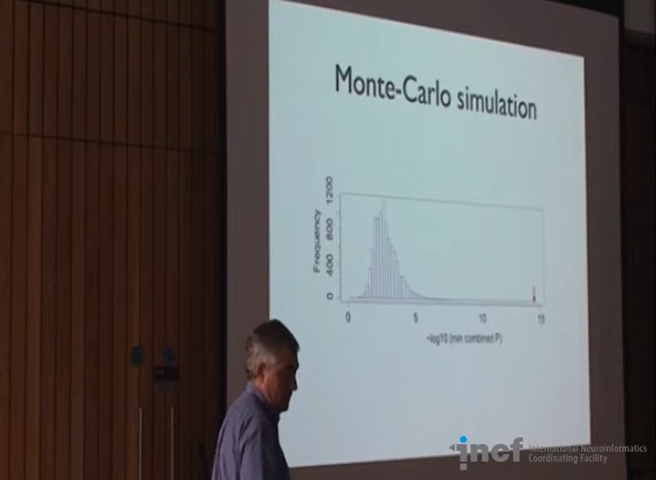 Monte-Carlo simulation
Frequency
0 400 800 1200
0 5 10 15
-log10 (min combined P)
incf International Neuroinformatics
Coordinating Facility